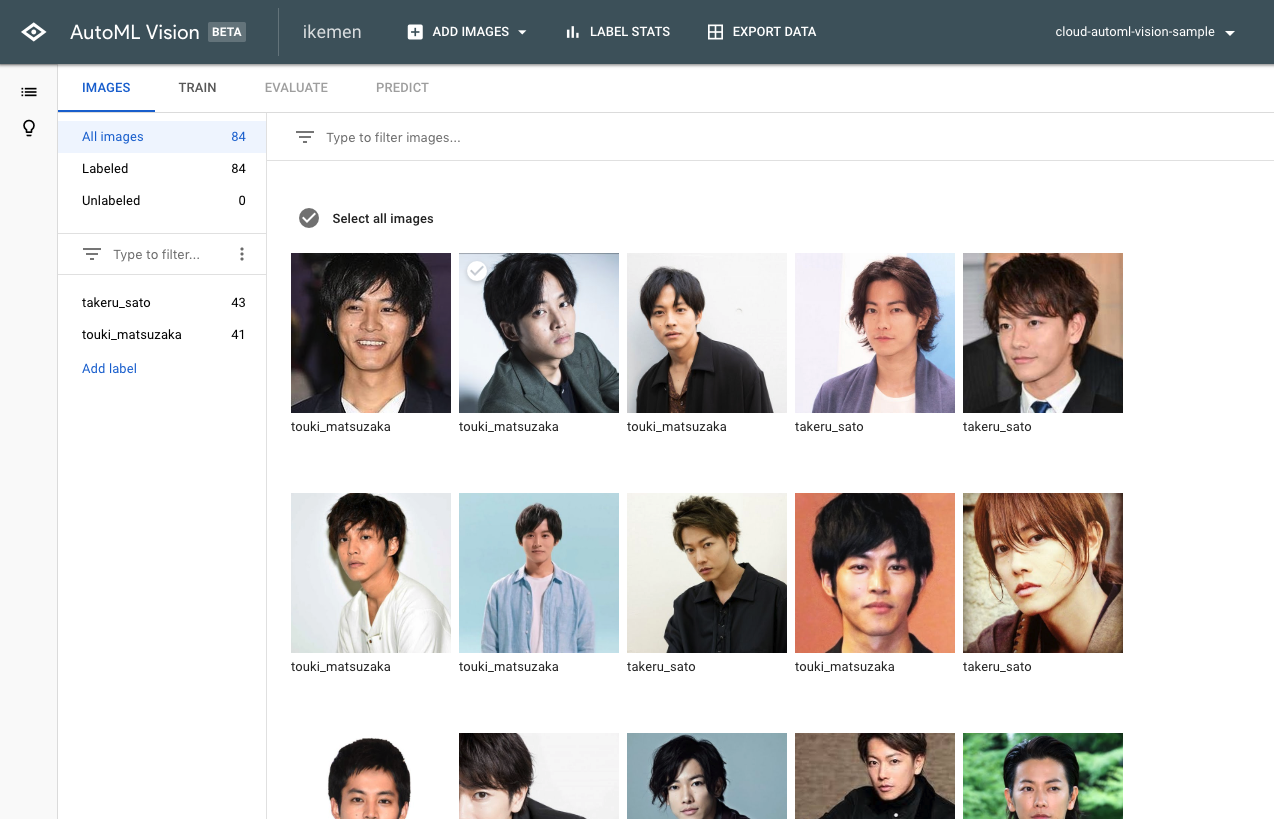 AutoML Vision BETA ikemen ADD IMAGES LABEL STATS EXPORT DATA cloud-automl-vision-sample
IMAGES TRAIN EVALUATE PREDICT
All images 84
Labeled 84
Unlabeled 0
Type to filter...
takeru_sato 43
touki_matsuzaka 41
Add label
Type to filter images...
Select all images
touki_matsuzaka touki_matsuzaka touki_matsuzaka takeru_sato takeru_sato
touki_matsuzaka touki_matsuzaka takeru_sato touki_matsuzaka takeru_sato